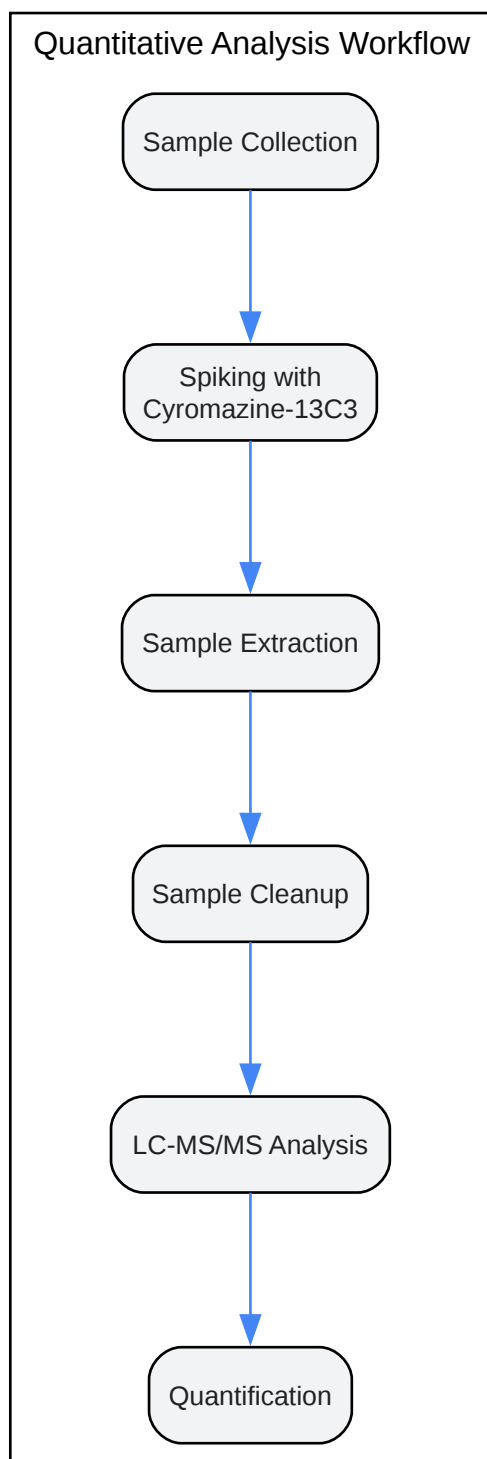 Quantitative Analysis Workflow
Sample Collection
Spiking with
Cyromazine-13C3
Sample Extraction
Sample Cleanup
LC-MS/MS Analysis
Quantification